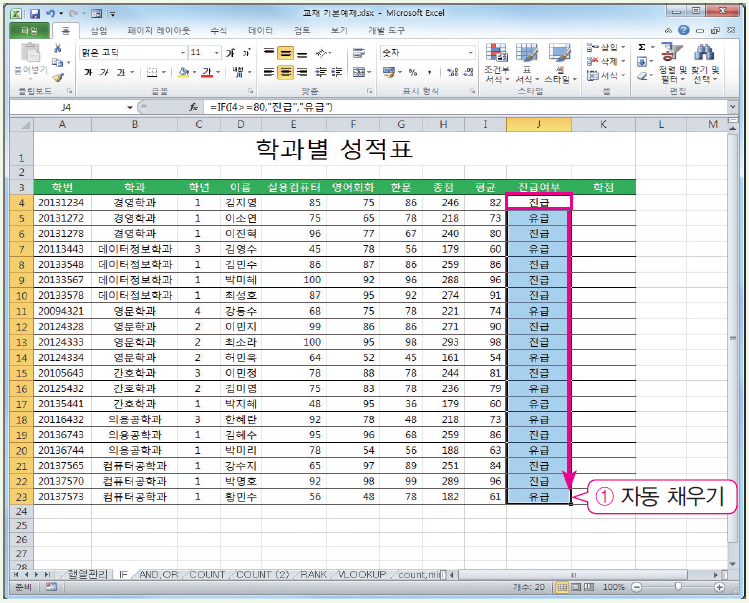 교재 기본예제.xlsx - Microsoft Excel
파일 홈 삽입 페이지 레이아웃 수식 데이터 검토 보기 개발 도구
붙여넣기 맑은 고딕 11 가 가 가 숫자 조건부 서식 표 서식 셀 스타일 삽입 삭제 서식 정렬 및 필터 찾기 및 선택
클립보드 글꼴 맞춤 표시 형식 스타일 셀 편집
J4 fx =IF(I4>=80,"진급","유급")
A B C D E F G H I J K L M
1 학과별 성적표
2
3 학번 학과 학년 이름 실용컴퓨터 영어회화 한문 총점 평균 진급여부 학점
4 20131234 경영학과 1 김지영 85 75 86 246 82 진급
5 20131272 경영학과 1 이소연 75 65 78 218 73 유급
6 20131278 경영학과 1 이진혁 96 77 67 240 80 진급
7 20113443 데이터정보학과 3 김영수 45 78 56 179 60 유급
8 20133548 데이터정보학과 1 김민수 86 87 86 259 86 진급
9 20133567 데이터정보학과 1 박미혜 100 92 96 288 96 진급
10 20133578 데이터정보학과 1 최성호 87 95 92 274 91 진급
11 20094321 영문학과 4 강동수 68 75 78 221 74 유급
12 20124328 영문학과 2 이민지 99 86 86 271 90 진급
13 20124333 영문학과 2 최소라 100 95 98 293 98 진급
14 20124334 영문학과 2 허민욱 64 52 45 161 54 유급
15 20105643 간호학과 3 이민정 78 88 78 244 81 진급
16 20125432 간호학과 2 김미영 75 83 78 236 79 유급
17 20135441 간호학과 1 박지혜 48 95 36 179 60 유급
18 20116432 의용공학과 3 한혜란 92 78 48 218 73 유급
19 20136743 의용공학과 1 김혜수 95 96 68 259 86 진급
20 20136744 의용공학과 1 박미리 78 54 56 188 63 유급
21 20137565 컴퓨터공학과 1 강수지 65 97 89 251 84 진급
22 20137570 컴퓨터공학과 1 박명호 92 98 99 289 96 진급
23 20137573 컴퓨터공학과 1 황민수 56 48 78 182 61 유급
① 자동 채우기
24
25
26
27
28
행열관리 IF AND,OR COUNT COUNT (2) RANK VLOOKUP count,min
준비 개수: 20 100%